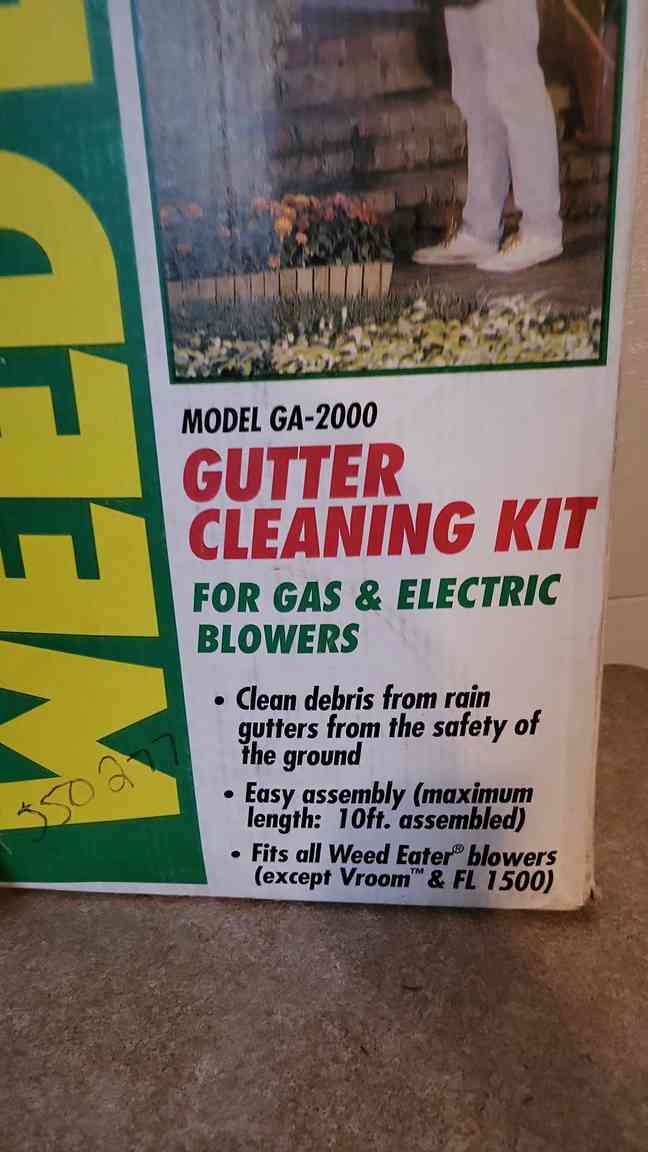 WEED
MODEL GA-2000
GUTTER
CLEANING KIT
FOR GAS & ELECTRIC
BLOWERS
• Clean debris from rain
gutters from the safety of
the ground
• Easy assembly (maximum
length: 10ft. assembled)
• Fits all Weed Eater® blowers
(except Vroom™ & FL 1500)